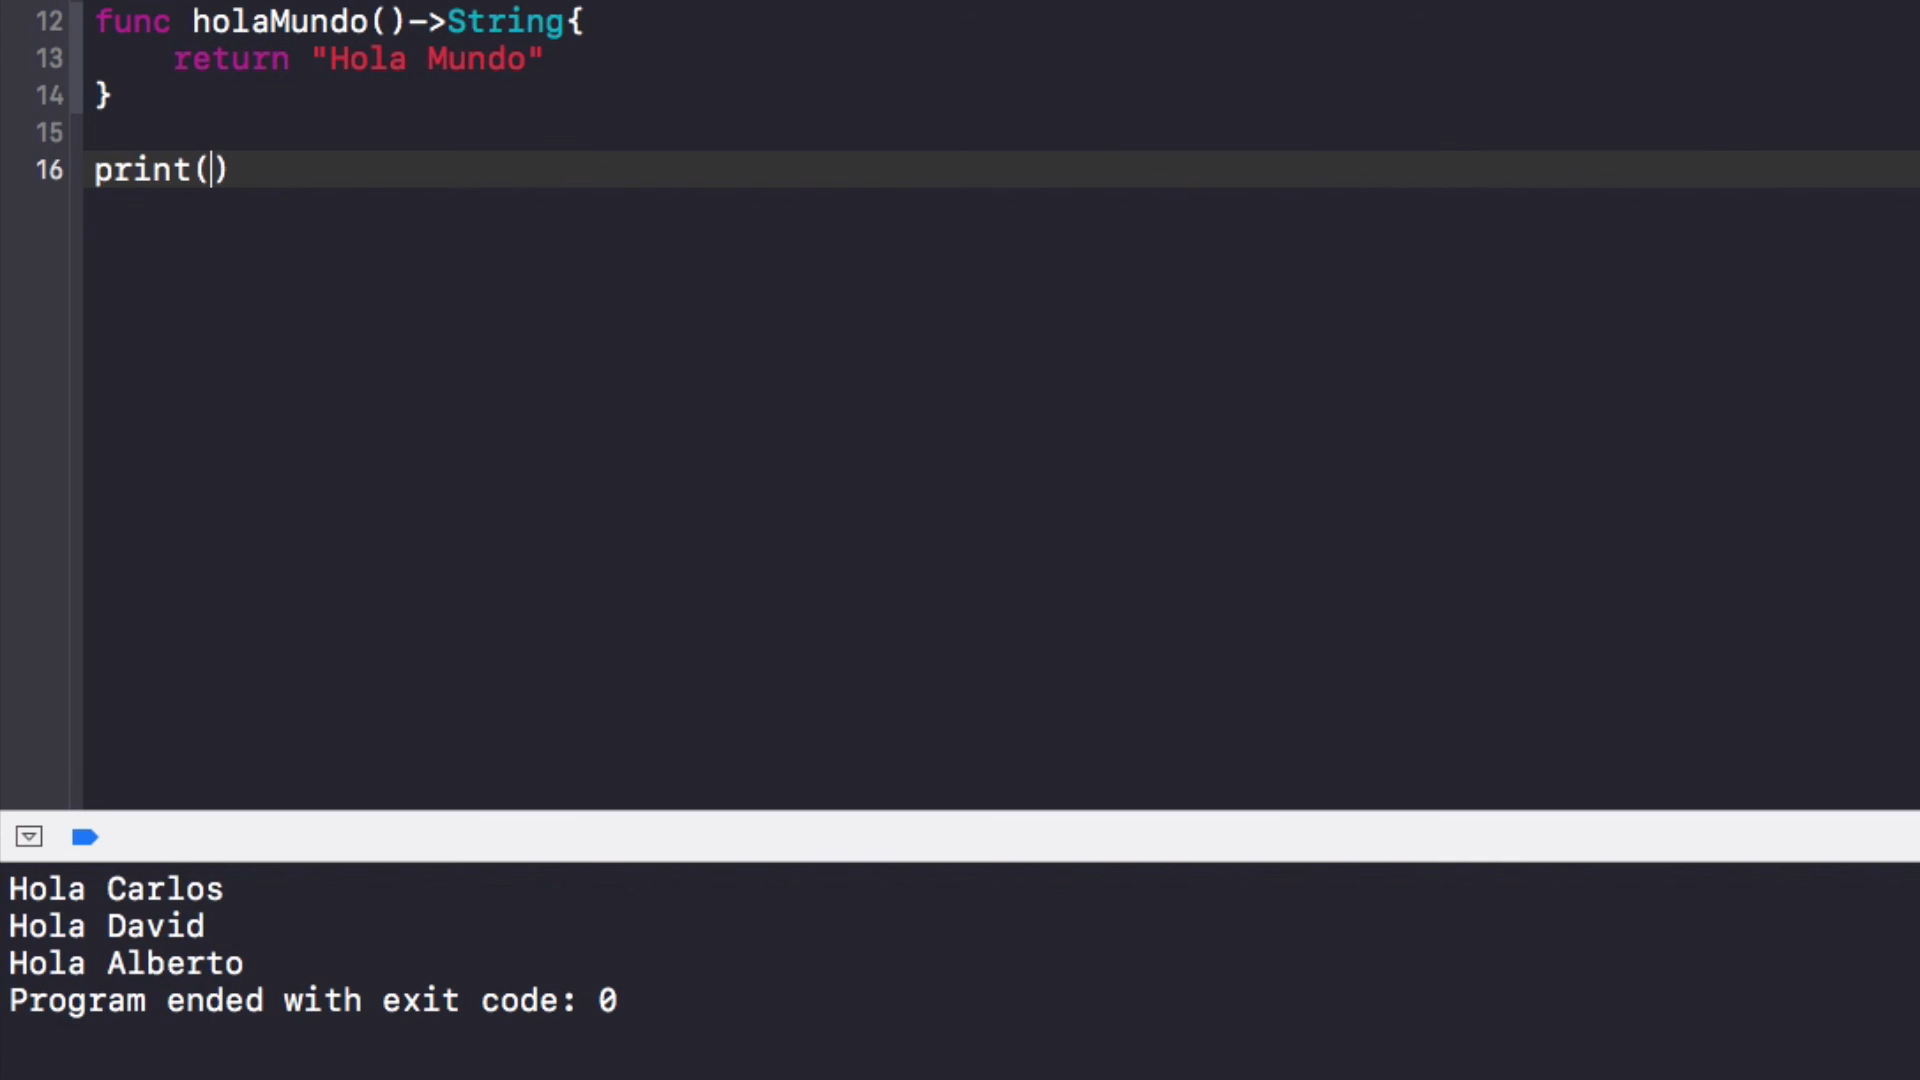 12 func holaMundo()->String{
13 return "Hola Mundo"
14 }
15
16 print()
Hola Carlos
Hola David
Hola Alberto
Program ended with exit code: 0